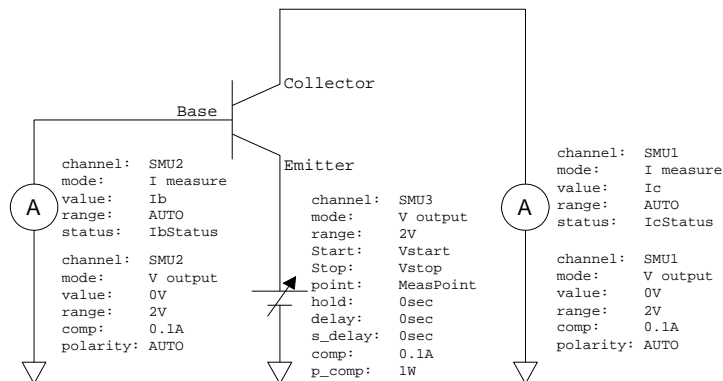 Collector
Base
Emitter
channel: SMU2
mode: I measure
value: Ib
range: AUTO
status: IbStatus
channel: SMU2
mode: V output
value: 0V
range: 2V
comp: 0.1A
polarity: AUTO
A
channel: SMU3
mode: V output
range: 2V
Start: Vstart
Stop: Vstop
point: MeasPoint
hold: 0sec
delay: 0sec
s_delay: 0sec
comp: 0.1A
p_comp: 1W
A
channel: SMU1
mode: I measure
value: Ic
range: AUTO
status: IcStatus
channel: SMU1
mode: V output
value: 0V
range: 2V
comp: 0.1A
polarity: AUTO